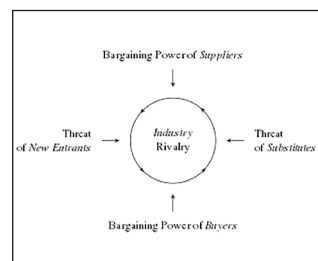 Bargaining Power of Suppliers
Threat
of New Entrants
Industry
Rivalry
Threat
of Substitutes
Bargaining Power of Buyers